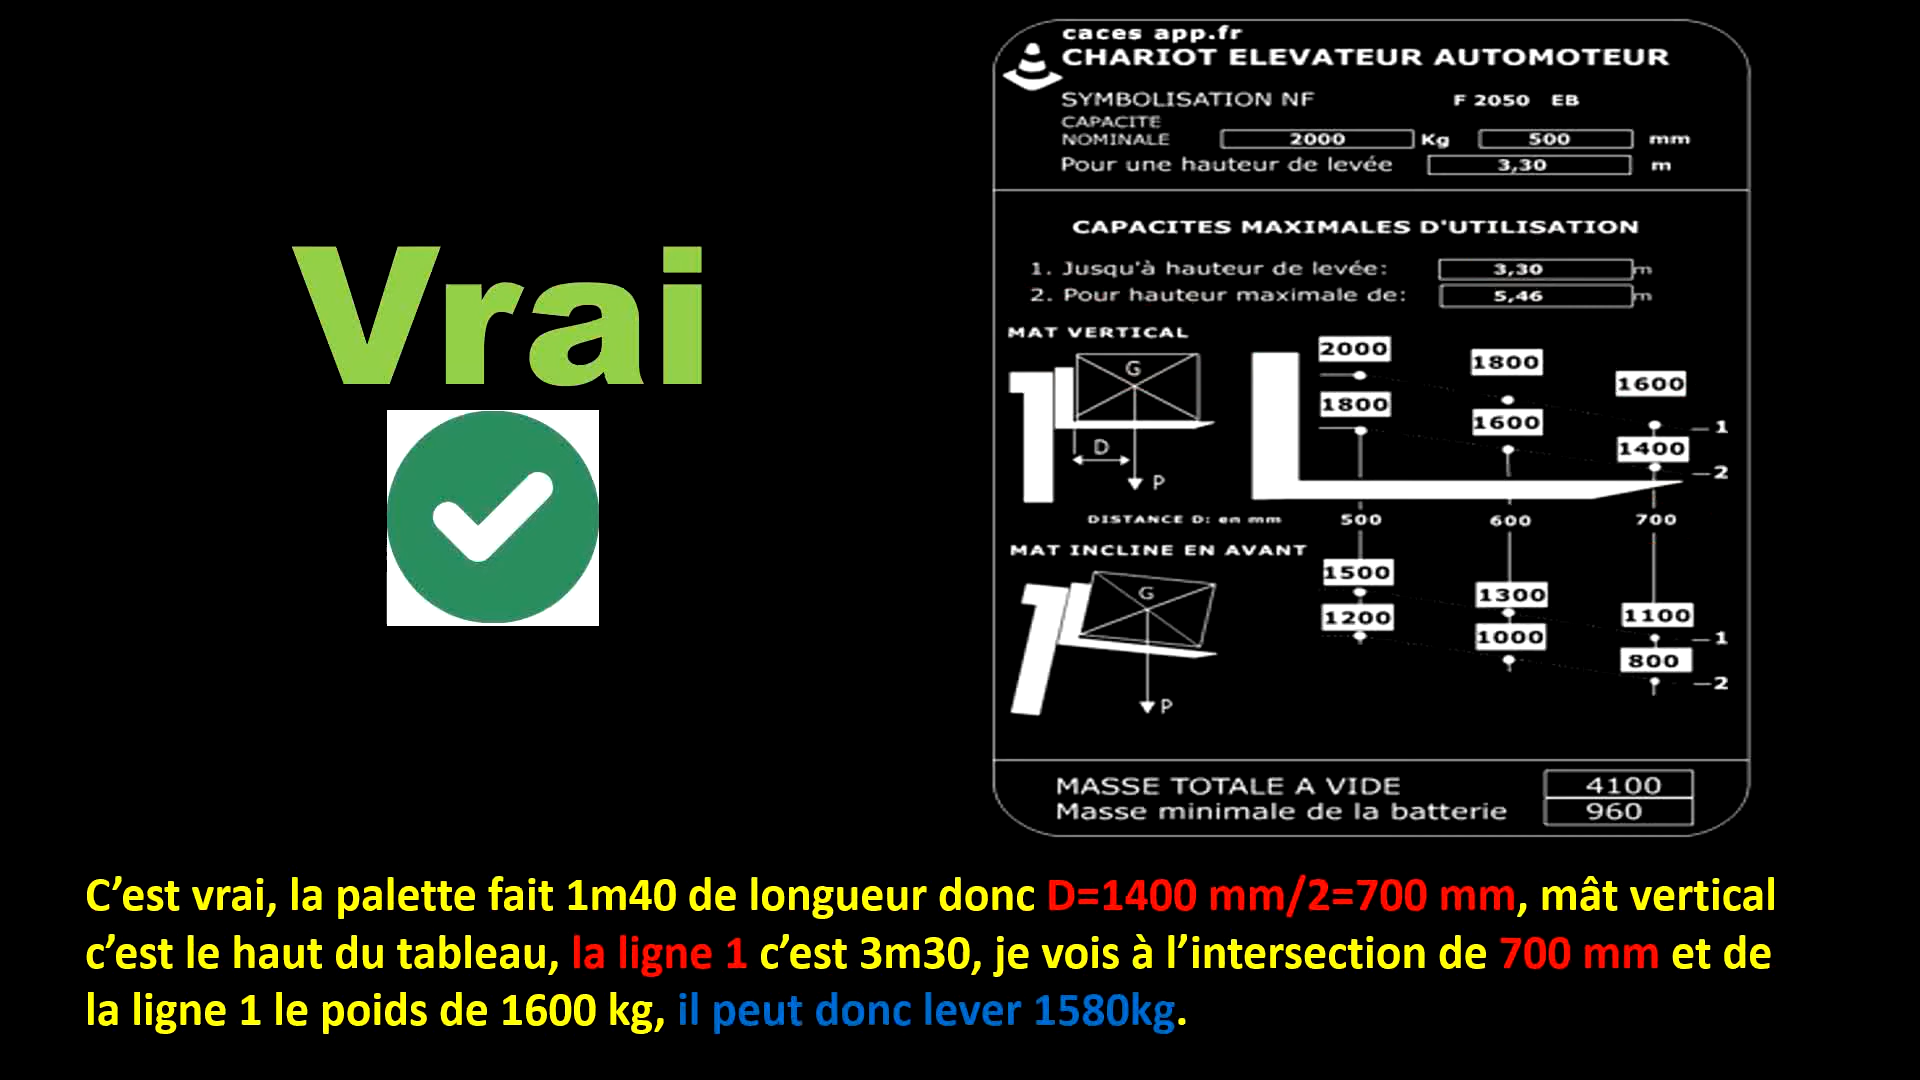 Vrai
caces app.fr
CHARIOT ELEVATEUR AUTOMOTEUR
SYMBOLISATION NF F 2050 EB
CAPACITE
NOMINALE 2000 Kg 500 mm
Pour une hauteur de levée 3,30 m
CAPACITES MAXIMALES D'UTILISATION
1. Jusqu'à hauteur de levée: 3,30 m
2. Pour hauteur maximale de: 5,46 m
MAT VERTICAL
2000 1800 1600
G
1800 1600 1400
1
2
D
P
DISTANCE D: en mm 500 600 700
MAT INCLINE EN AVANT
1500 1300 1100
G
1200 1000 800
1
2
P
MASSE TOTALE A VIDE 4100
Masse minimale de la batterie 960
C’est vrai, la palette fait 1m40 de longueur donc D=1400 mm/2=700 mm, mât vertical
c’est le haut du tableau, la ligne 1 c’est 3m30, je vois à l’intersection de 700 mm et de
la ligne 1 le poids de 1600 kg, il peut donc lever 1580kg.